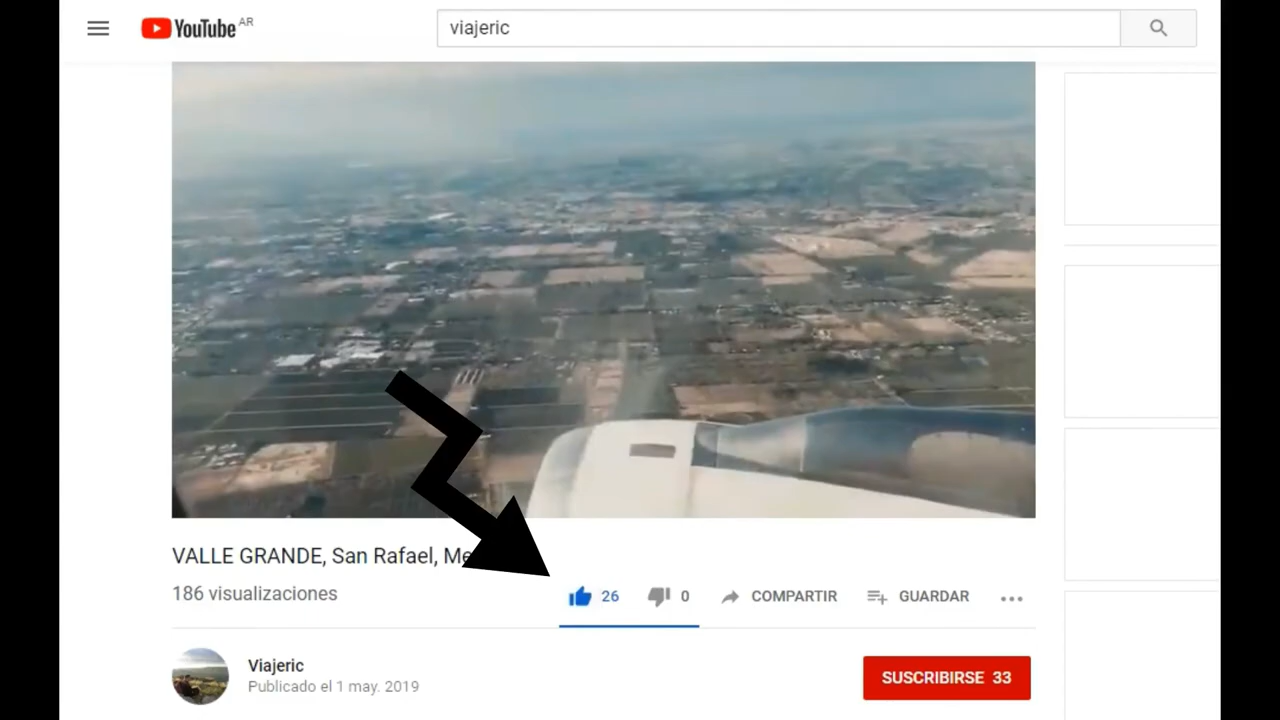 YouTube AR
viajeric
VALLE GRANDE, San Rafael,
186 visualizaciones
26
0
COMPARTIR
GUARDAR
Viajeric
Publicado el 1 may. 2019
SUSCRIBIRSE 33